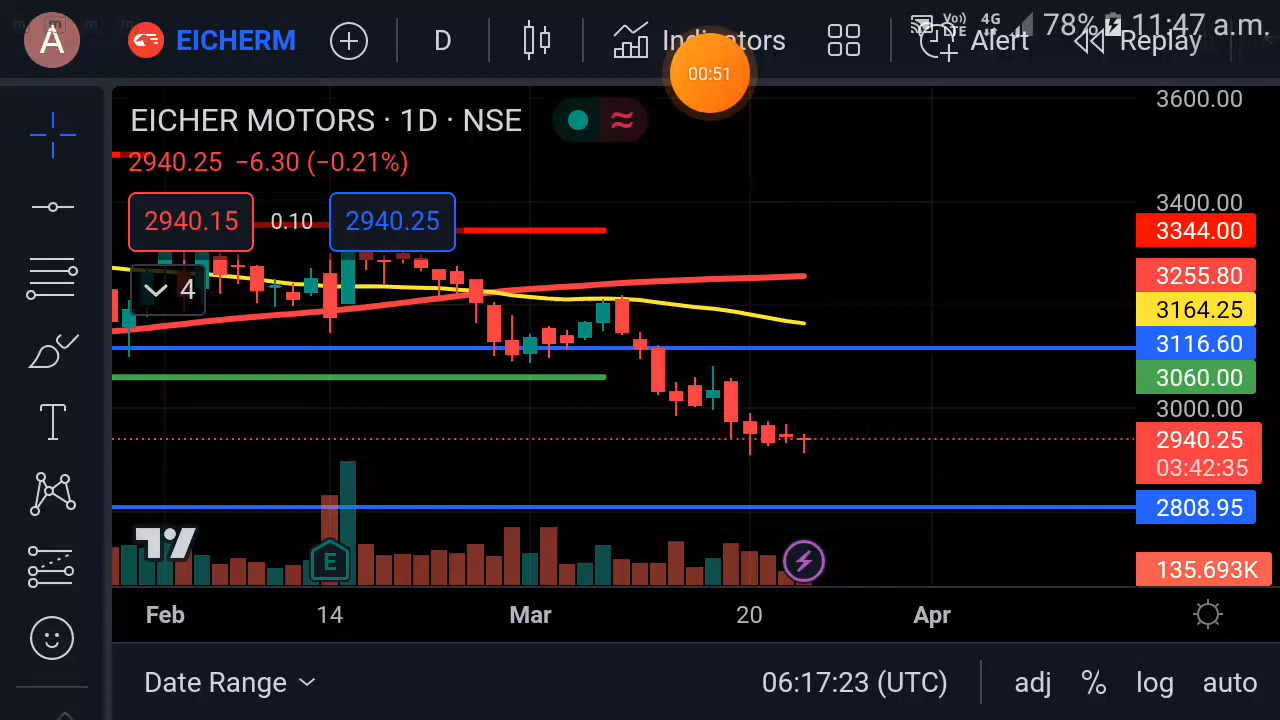 A EICHERM D Indicators Alert Replay
Vo)) LTE 4G 78% 11:47 a.m.
00:51
EICHER MOTORS · 1D · NSE
2940.25 −6.30 (−0.21%)
2940.15 0.10 2940.25
4
3600.00
3400.00
3344.00
3255.80
3164.25
3116.60
3060.00
3000.00
2940.25
03:42:35
2808.95
135.693K
T
E
Feb 14 Mar 20 Apr
Date Range 06:17:23 (UTC) adj % log auto